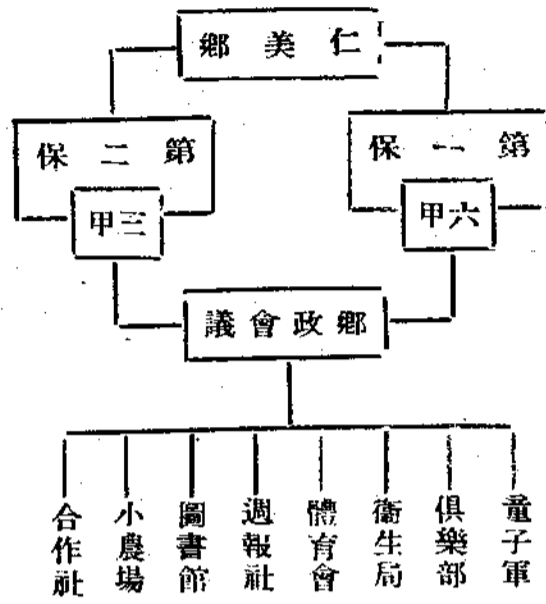 仁美鄉
第一保
第二保
六甲
三甲
鄉政會議
童子軍
俱樂部
衞生局
體育會
週報社
圖書館
小農場
合作社